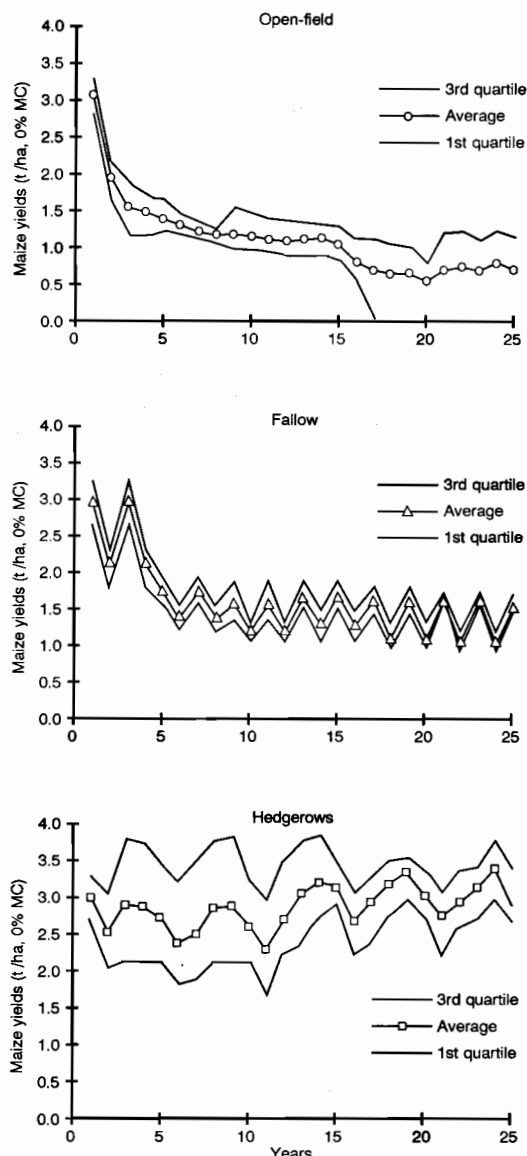 Open-field
Maize yields (t /ha, 0% MC)
4.0
3.5
3.0
2.5
2.0
1.5
1.0
0.5
0.0
0 5 10 15 20 25
3rd quartile
Average
1st quartile
Fallow
Maize yields (t /ha, 0% MC)
4.0
3.5
3.0
2.5
2.0
1.5
1.0
0.5
0.0
0 5 10 15 20 25
3rd quartile
Average
1st quartile
Hedgerows
Maize yields (t /ha, 0% MC)
4.0
3.5
3.0
2.5
2.0
1.5
1.0
0.5
0.0
0 5 10 15 20 25
3rd quartile
Average
1st quartile
Years